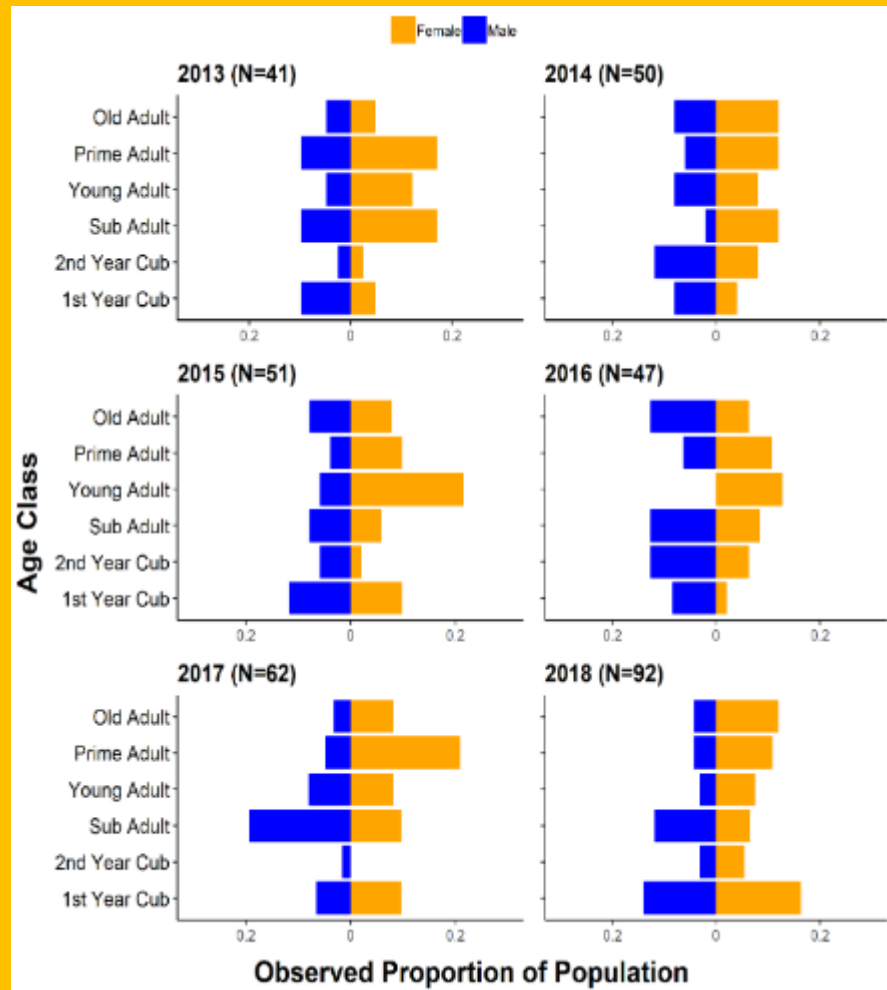 Female Male
2013 (N=41)
2014 (N=50)
Old Adult
Prime Adult
Young Adult
Sub Adult
2nd Year Cub
1st Year Cub
0.2 0 0.2
0.2 0 0.2
2015 (N=51)
2016 (N=47)
Old Adult
Prime Adult
Young Adult
Sub Adult
2nd Year Cub
1st Year Cub
0.2 0 0.2
0.2 0 0.2
2017 (N=62)
2018 (N=92)
Old Adult
Prime Adult
Young Adult
Sub Adult
2nd Year Cub
1st Year Cub
0.2 0 0.2
0.2 0 0.2
Age Class
Observed Proportion of Population